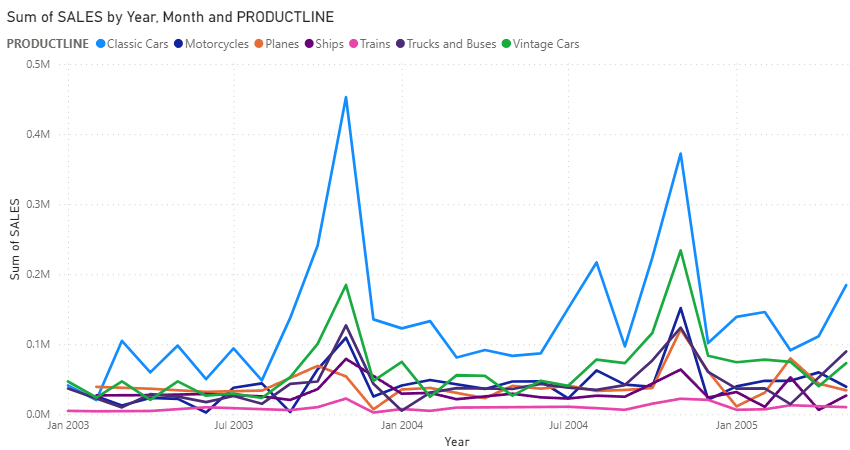 Sum of SALES by Year, Month and PRODUCTLINE
PRODUCTLINE Classic Cars Motorcycles Planes Ships Trains Trucks and Buses Vintage Cars
0.5M
0.4M
0.3M
0.2M
0.1M
0.0M
Sum of SALES
Jan 2003 Jul 2003 Jan 2004 Jul 2004 Jan 2005
Year